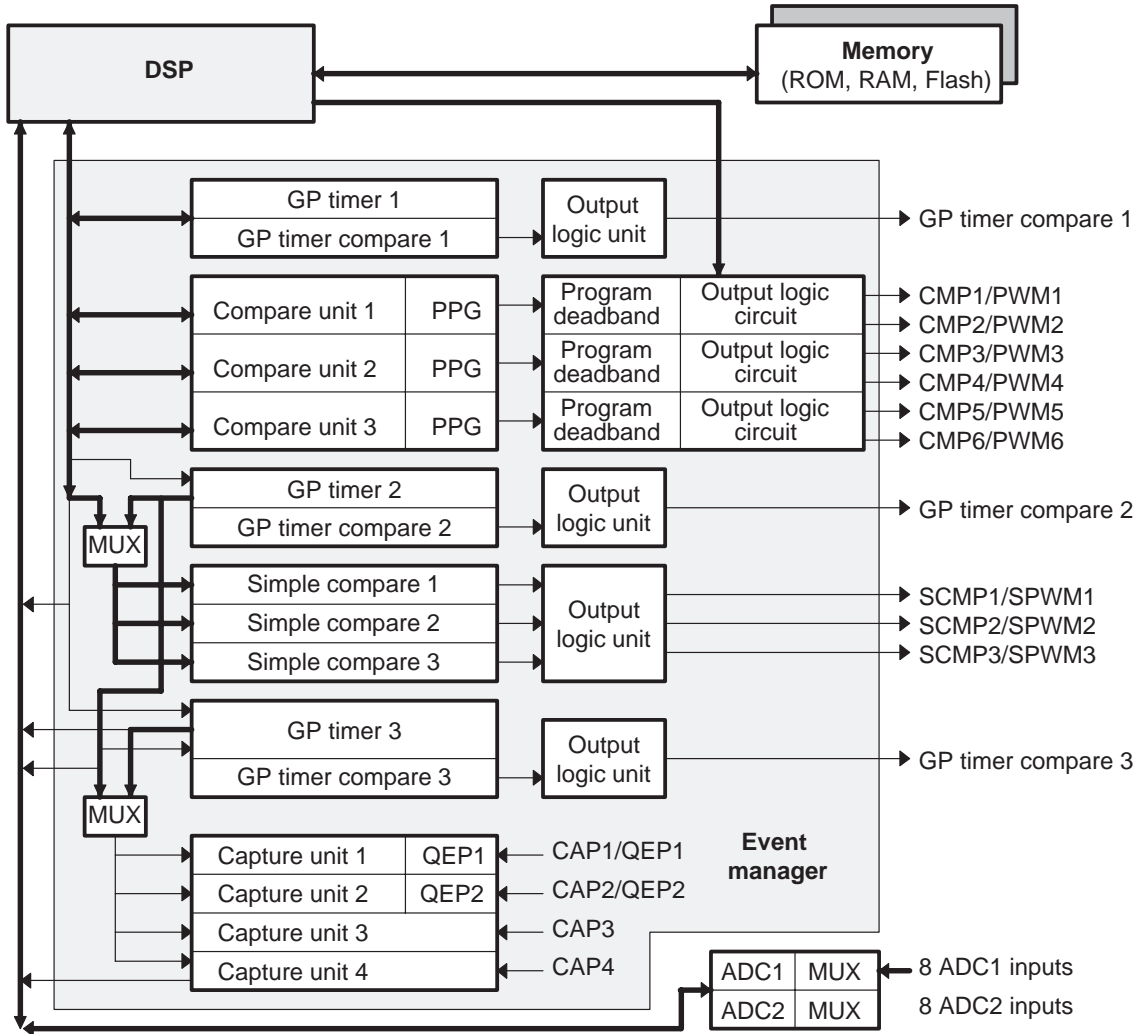 DSP
Memory
(ROM, RAM, Flash)
GP timer 1
GP timer compare 1
Output
logic unit
GP timer compare 1
Compare unit 1
PPG
Program
deadband
Output logic
circuit
CMP1/PWM1
CMP2/PWM2
Compare unit 2
PPG
Program
deadband
Output logic
circuit
CMP3/PWM3
CMP4/PWM4
Compare unit 3
PPG
Program
deadband
Output logic
circuit
CMP5/PWM5
CMP6/PWM6
GP timer 2
GP timer compare 2
Output
logic unit
GP timer compare 2
MUX
Simple compare 1
Simple compare 2
Simple compare 3
Output
logic unit
SCMP1/SPWM1
SCMP2/SPWM2
SCMP3/SPWM3
GP timer 3
GP timer compare 3
Output
logic unit
GP timer compare 3
MUX
Capture unit 1
QEP1
CAP1/QEP1
Capture unit 2
QEP2
CAP2/QEP2
Capture unit 3
CAP3
Capture unit 4
CAP4
Event
manager
ADC1
MUX
8 ADC1 inputs
ADC2
MUX
8 ADC2 inputs